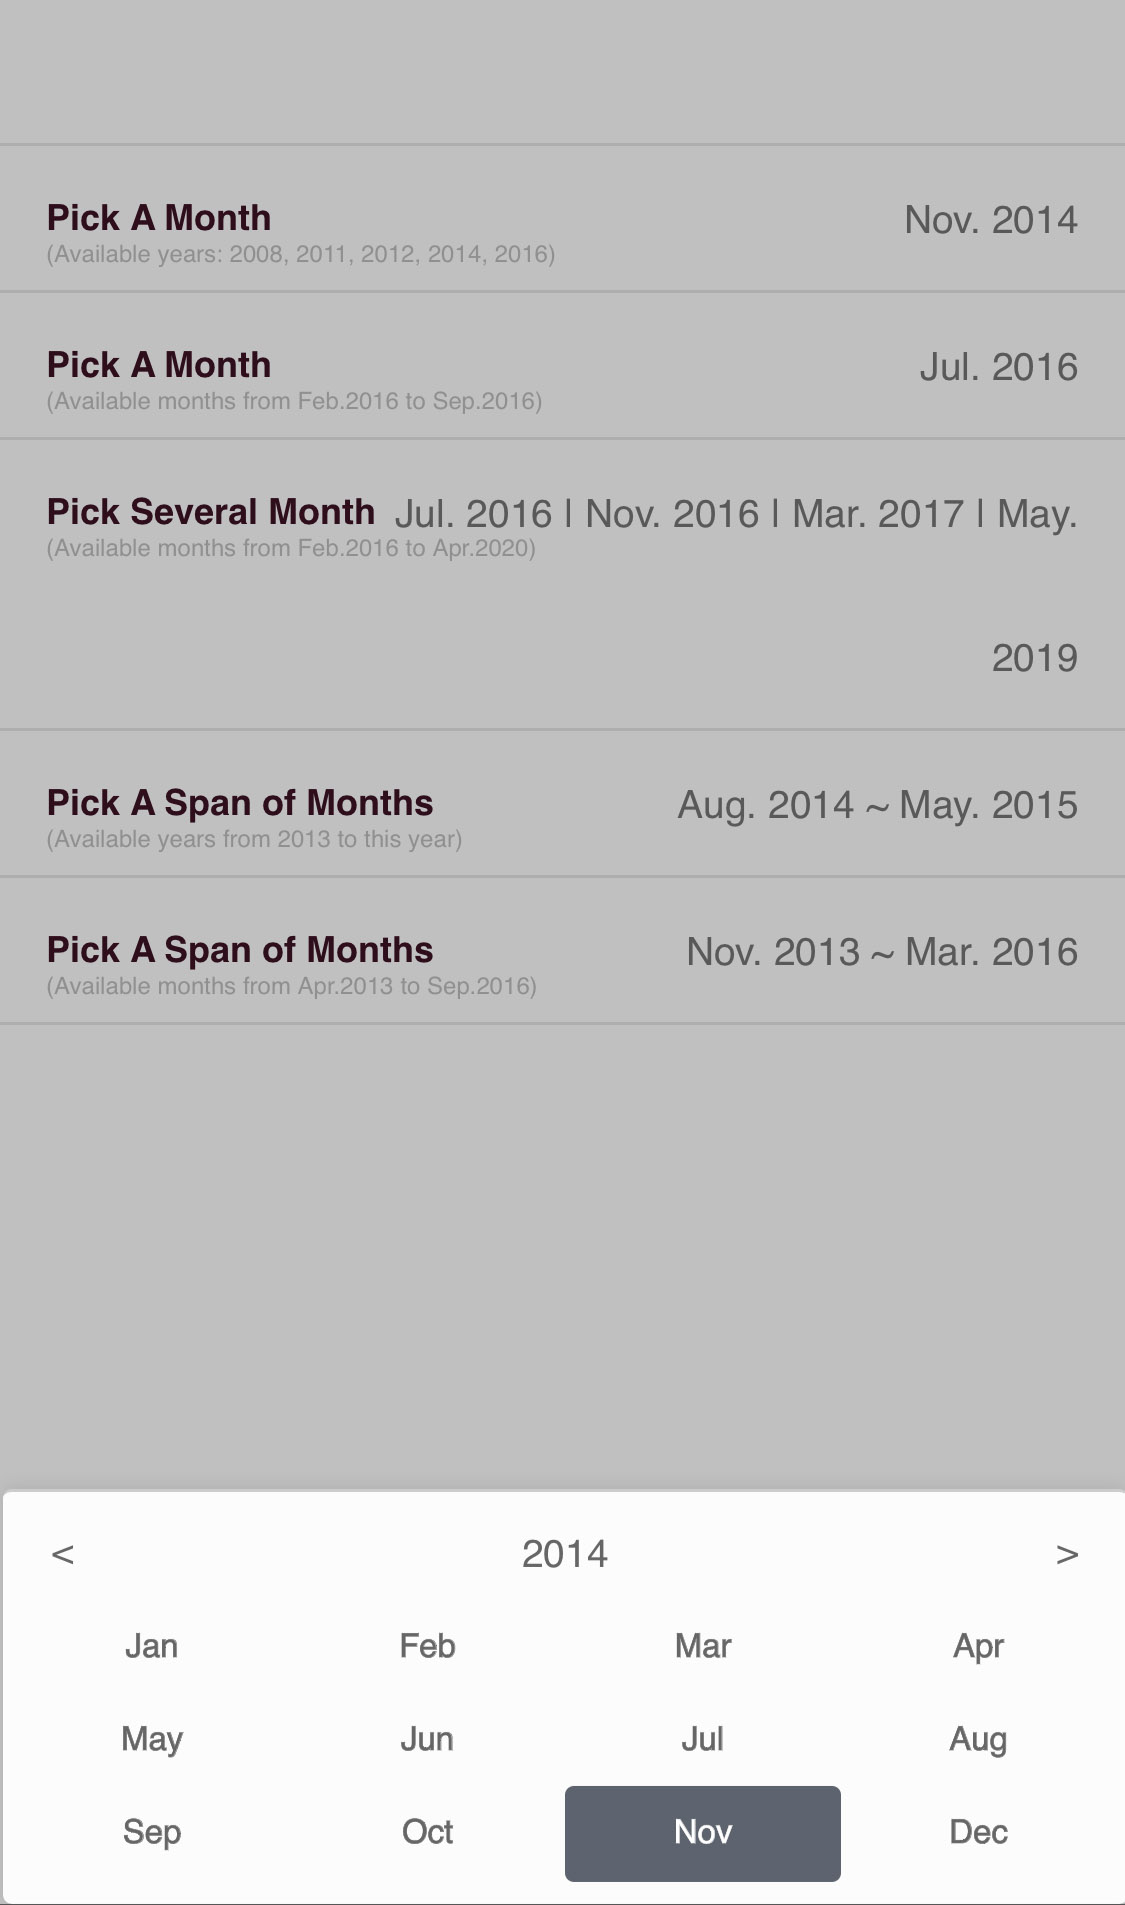 Pick A Month Nov. 2014
(Available years: 2008, 2011, 2012, 2014, 2016)
Pick A Month Jul. 2016
(Available months from Feb.2016 to Sep.2016)
Pick Several Month Jul. 2016 | Nov. 2016 | Mar. 2017 | May.
(Available months from Feb.2016 to Apr.2020)
2019
Pick A Span of Months Aug. 2014 ~ May. 2015
(Available years from 2013 to this year)
Pick A Span of Months Nov. 2013 ~ Mar. 2016
(Available months from Apr.2013 to Sep.2016)
< 2014 >
Jan Feb Mar Apr
May Jun Jul Aug
Sep Oct Nov Dec